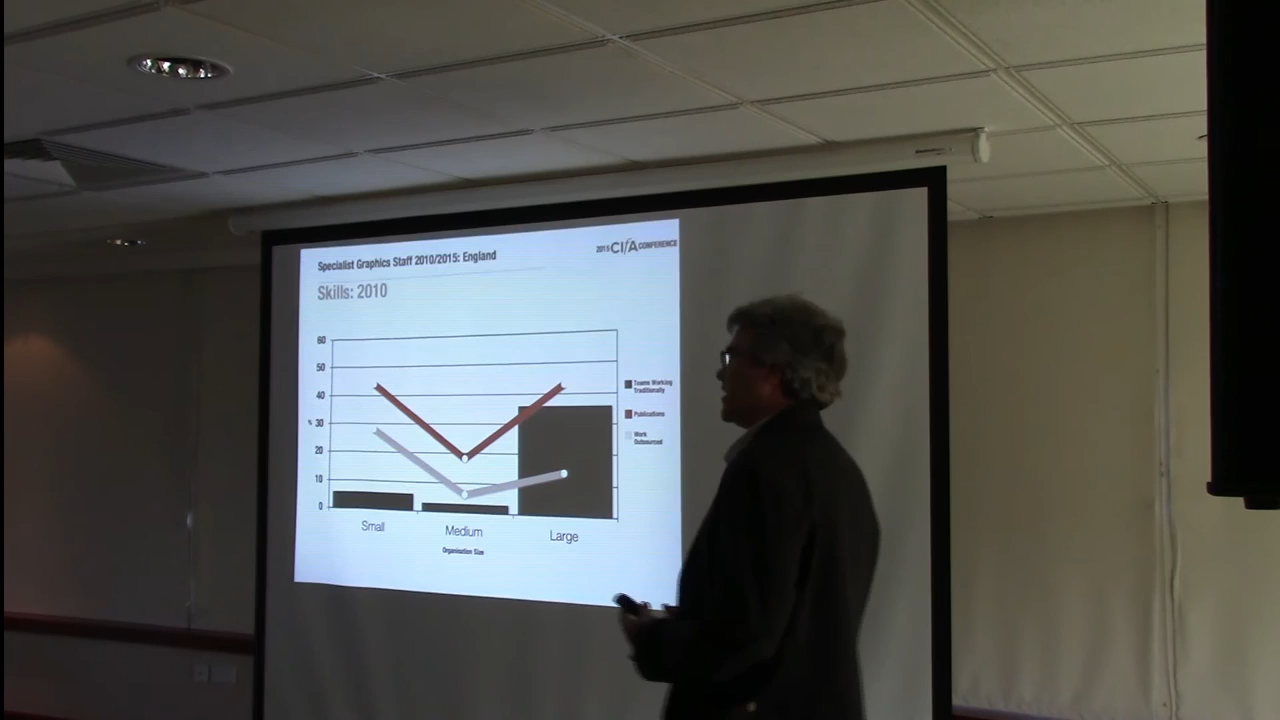 Specialist Graphics Staff 2010/2015: England
2015 CIfA CONFERENCE
Skills: 2010
60
50
40
% 30
20
10
0
Small
Medium
Large
Organisation Size
Teams Working
Traditionally
Publications
Work
Outsourced